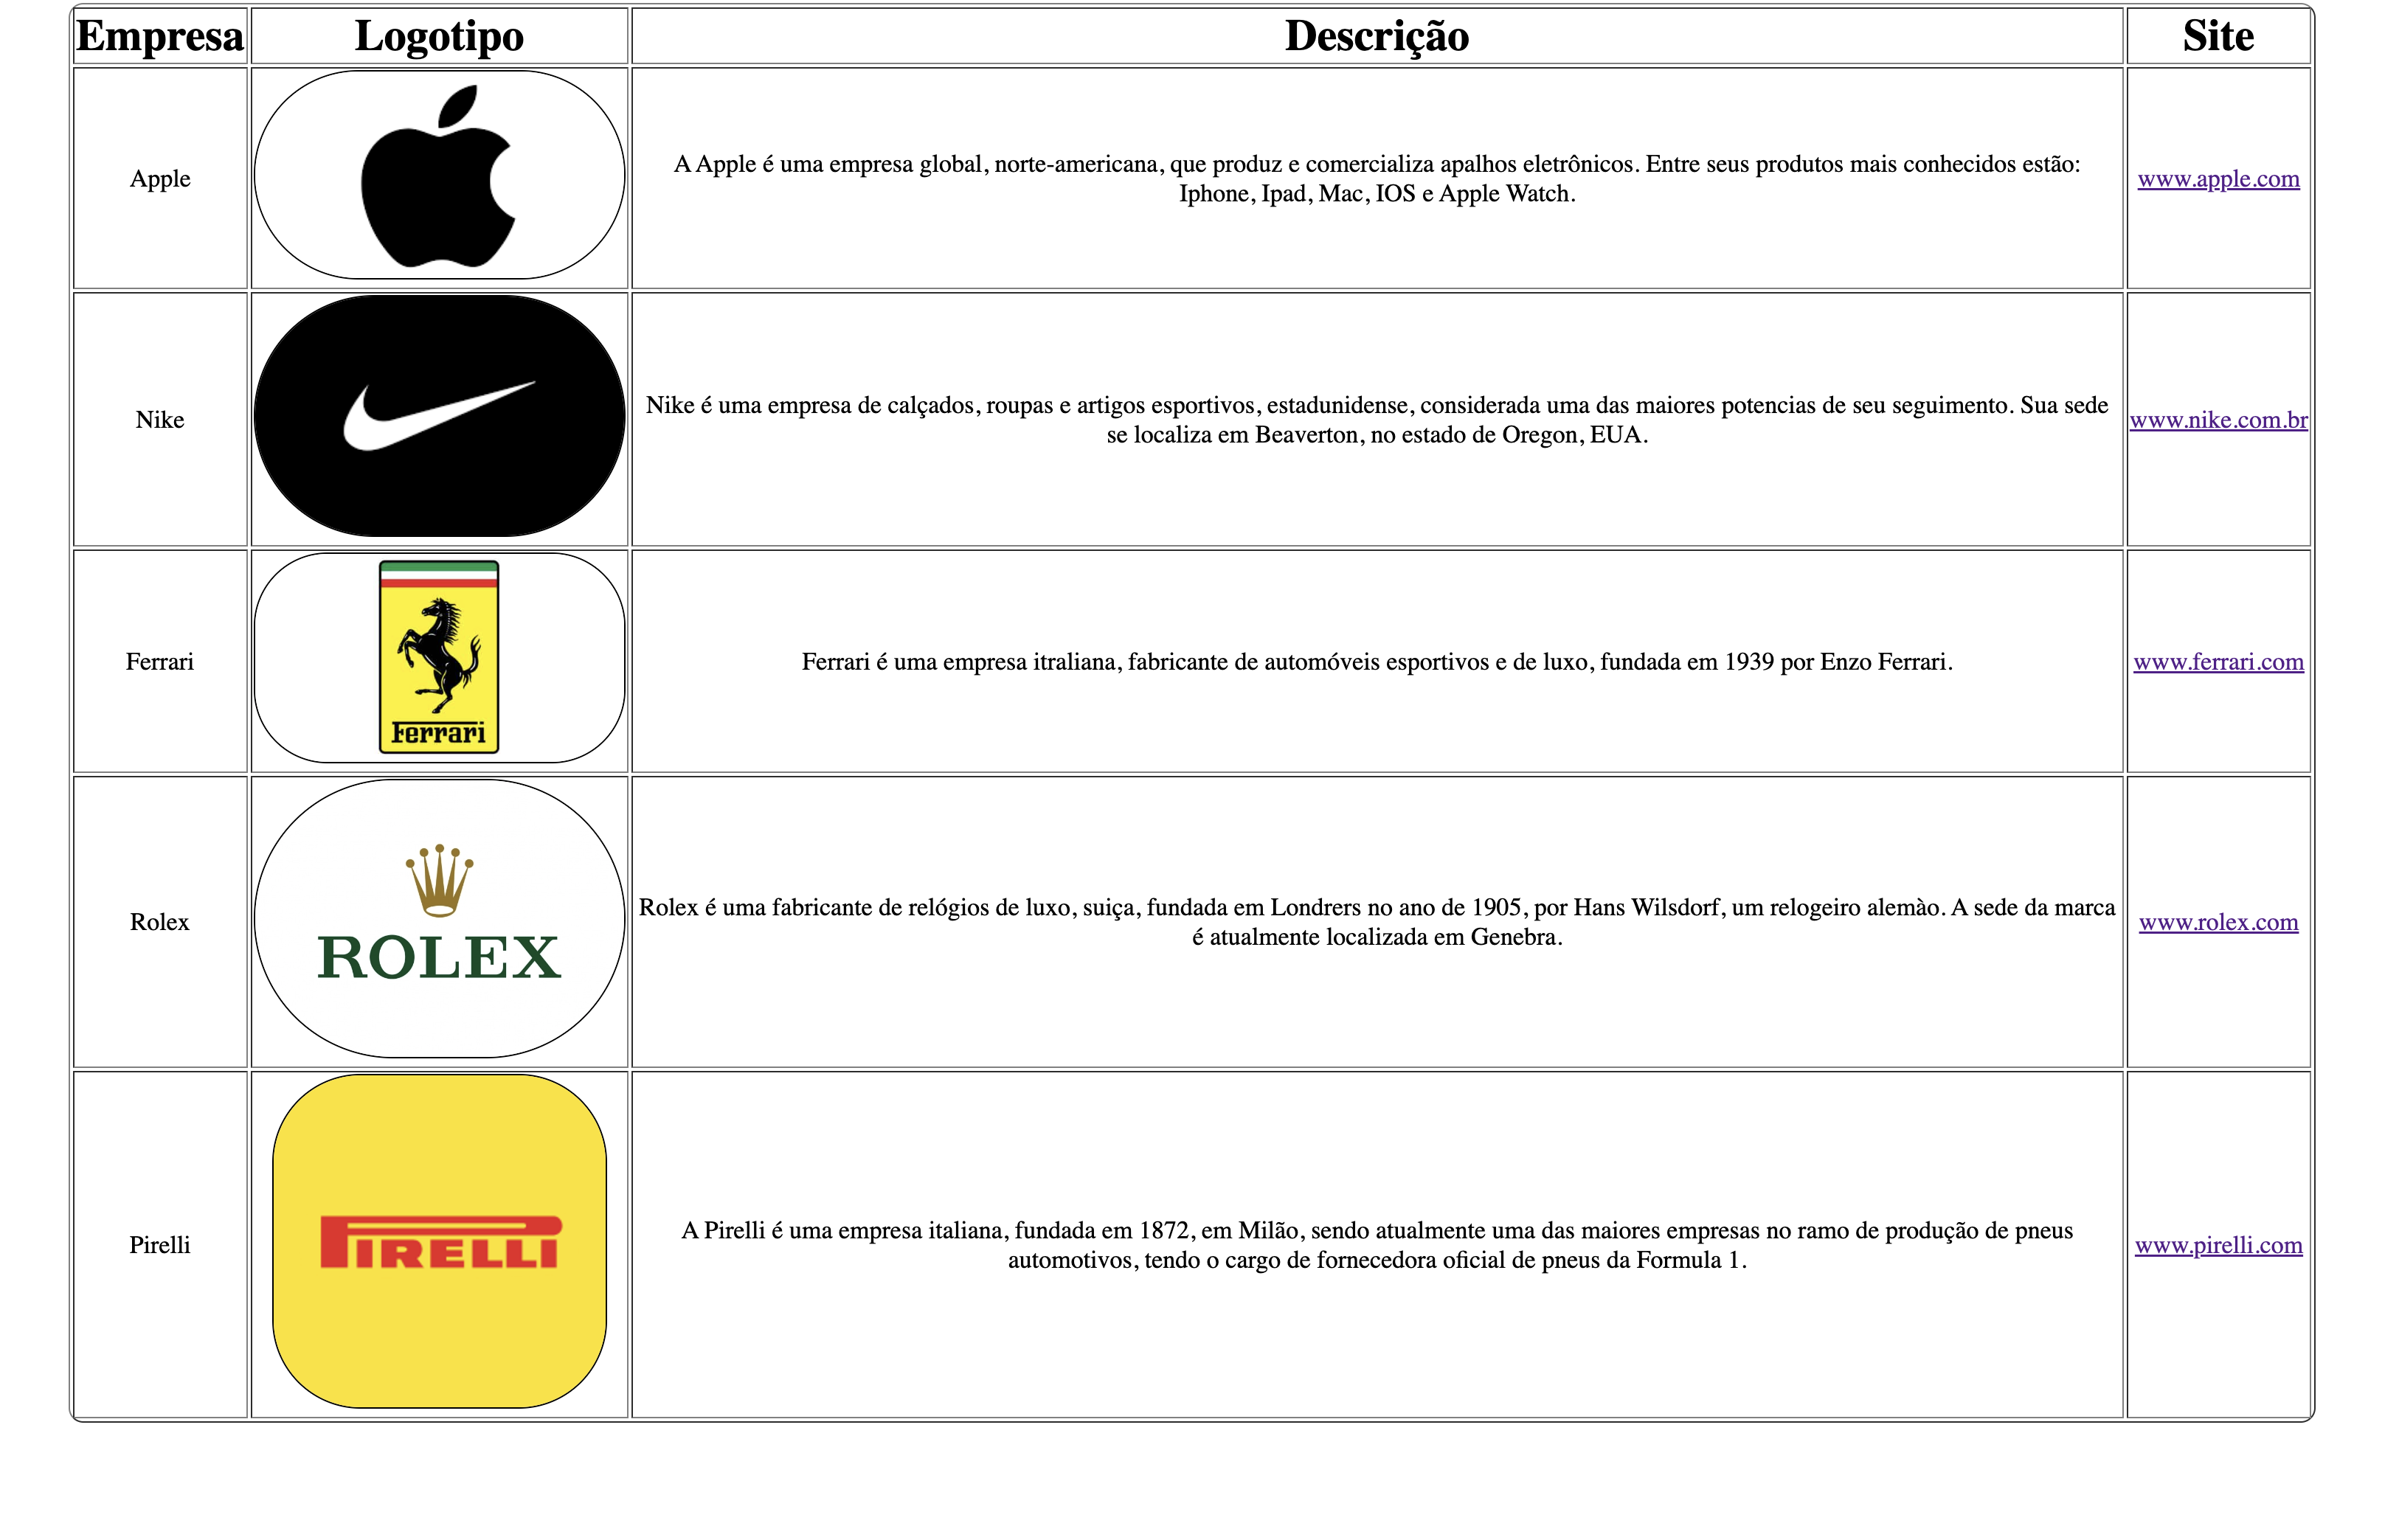 Empresa Logotipo Descrição Site
Apple
A Apple é uma empresa global, norte-americana, que produz e comercializa apalhos eletrônicos. Entre seus produtos mais conhecidos estão:
Iphone, Ipad, Mac, IOS e Apple Watch.
www.apple.com
Nike
Nike é uma empresa de calçados, roupas e artigos esportivos, estadunidense, considerada uma das maiores potencias de seu seguimento. Sua sede
se localiza em Beaverton, no estado de Oregon, EUA.
www.nike.com.br
Ferrari
Ferrari
Ferrari é uma empresa itraliana, fabricante de automóveis esportivos e de luxo, fundada em 1939 por Enzo Ferrari.
www.ferrari.com
Rolex
ROLEX
Rolex é uma fabricante de relógios de luxo, suiça, fundada em Londrers no ano de 1905, por Hans Wilsdorf, um relogeiro alemào. A sede da marca
é atualmente localizada em Genebra.
www.rolex.com
Pirelli
PIRELLI
A Pirelli é uma empresa italiana, fundada em 1872, em Milão, sendo atualmente uma das maiores empresas no ramo de produção de pneus
automotivos, tendo o cargo de fornecedora oficial de pneus da Formula 1.
www.pirelli.com